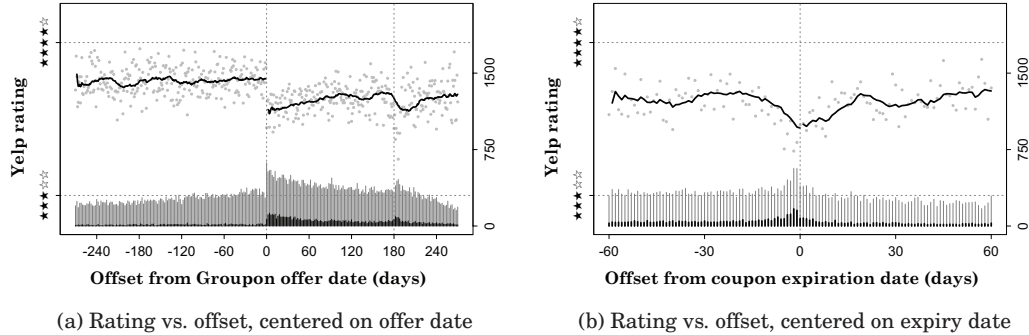 ★★★★☆
★★★☆☆
Yelp rating
1500
750
0
-240 -180 -120 -60 0 60 120 180 240
Offset from Groupon offer date (days)
(a) Rating vs. offset, centered on offer date
★★★★☆
★★★☆☆
Yelp rating
1500
750
0
-60 -30 0 30 60
Offset from coupon expiration date (days)
(b) Rating vs. offset, centered on expiry date